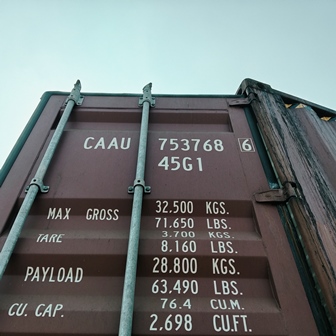 CAAU 753768 6
45G1
MAX GROSS 32.500 KGS.
71.650 LBS.
TARE 3.700 KGS.
8.160 LBS.
PAYLOAD 28.800 KGS.
63.490 LBS.
CU. CAP. 76.4 CU.M.
2.698 CU.FT.